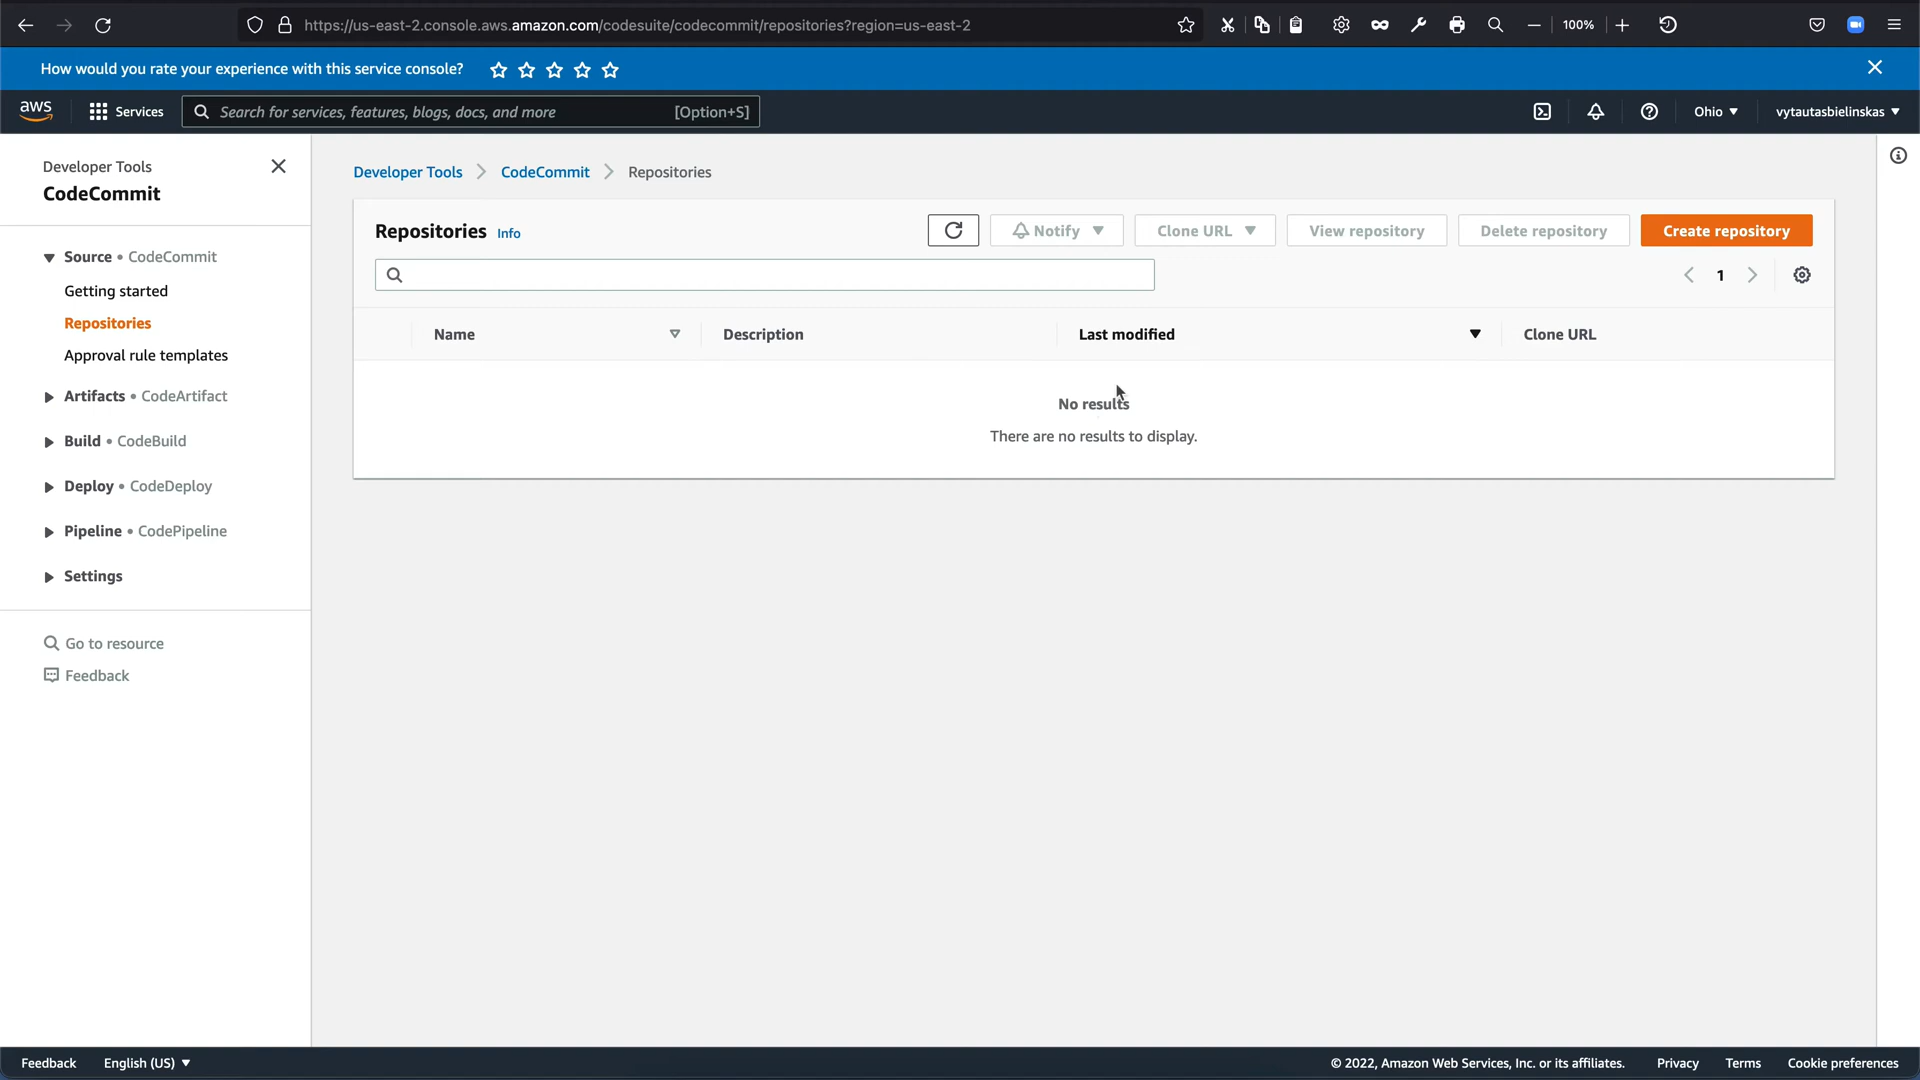 https://us-east-2.console.aws.amazon.com/codesuite/codecommit/repositories?region=us-east-2
100%
How would you rate your experience with this service console?
aws
Services
Search for services, features, blogs, docs, and more
[Option+S]
Ohio
vytautasbielinskas
Developer Tools
CodeCommit
Source • CodeCommit
Getting started
Repositories
Approval rule templates
Artifacts • CodeArtifact
Build • CodeBuild
Deploy • CodeDeploy
Pipeline • CodePipeline
Settings
Go to resource
Feedback
Developer Tools
CodeCommit
Repositories
Repositories Info
Notify
Clone URL
View repository
Delete repository
Create repository
1
Name
Description
Last modified
Clone URL
No results
There are no results to display.
Feedback
English (US)
© 2022, Amazon Web Services, Inc. or its affiliates.
Privacy
Terms
Cookie preferences